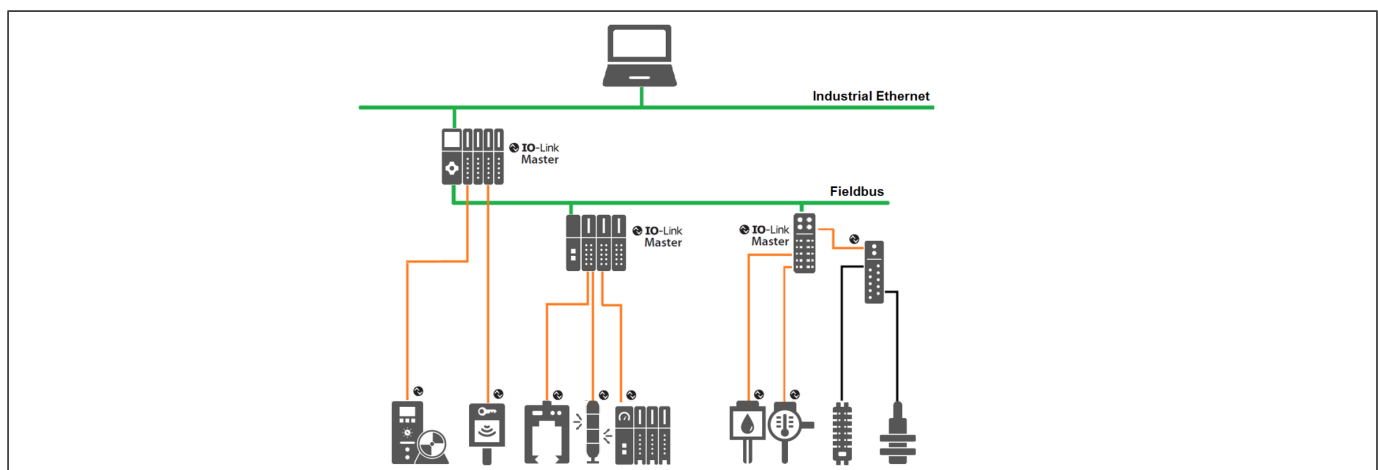 Industrial Ethernet
IO-Link
Master
Fieldbus
IO-Link
Master
IO-Link
Master